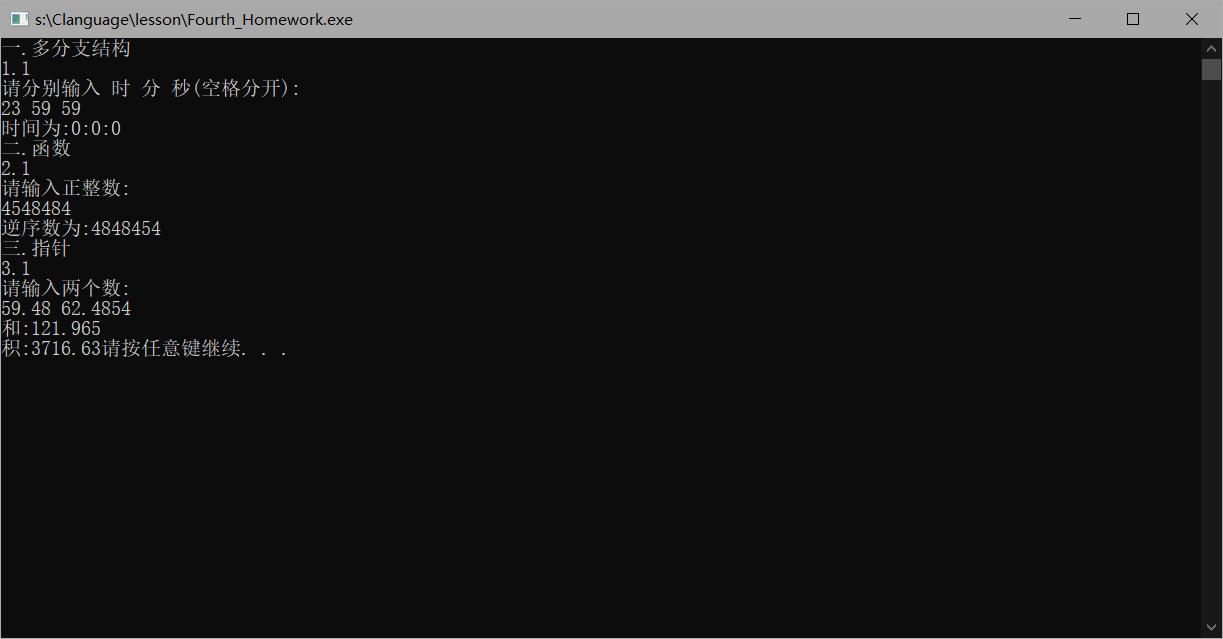 s:\Clanguage\lesson\Fourth_Homework.exe
一.多分支结构
1.1
请分别输入 时 分 秒(空格分开):
23 59 59
时间为:0:0:0
二.函数
2.1
请输入正整数:
4548484
逆序数为:4848454
三.指针
3.1
请输入两个数:
59.48 62.4854
和:121.965
积:3716.63请按任意键继续. . .